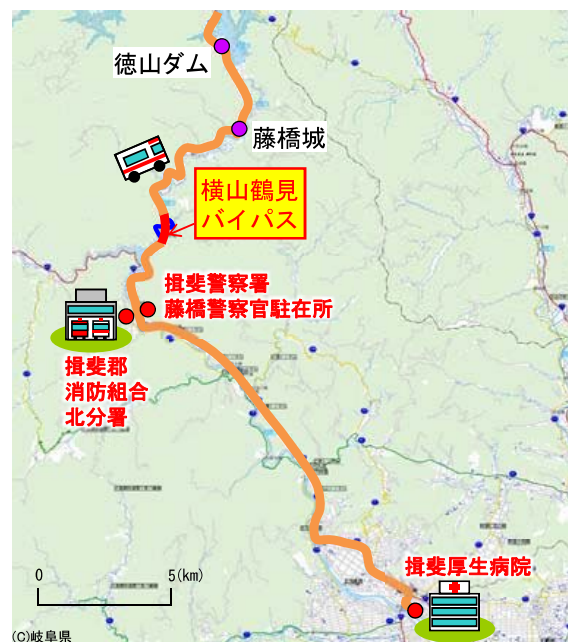 徳山ダム
藤橋城
横山鶴見
バイパス
揖斐警察署
藤橋警察官駐在所
揖斐郡
消防組合
北分署
揖斐厚生病院
0 5(km)
(C)岐阜県